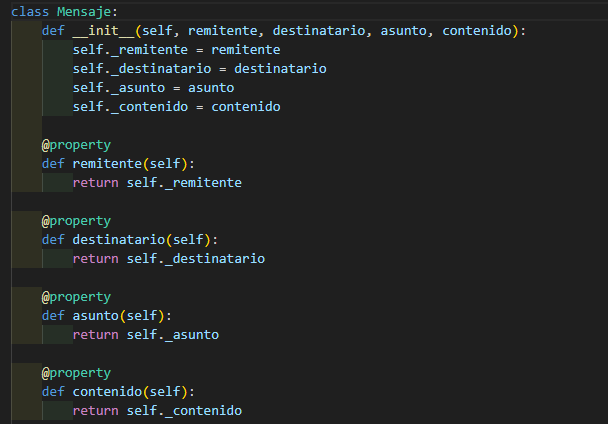 class Mensaje:
    def __init__(self, remitente, destinatario, asunto, contenido):
        self._remitente = remitente
        self._destinatario = destinatario
        self._asunto = asunto
        self._contenido = contenido

    @property
    def remitente(self):
        return self._remitente

    @property
    def destinatario(self):
        return self._destinatario

    @property
    def asunto(self):
        return self._asunto

    @property
    def contenido(self):
        return self._contenido